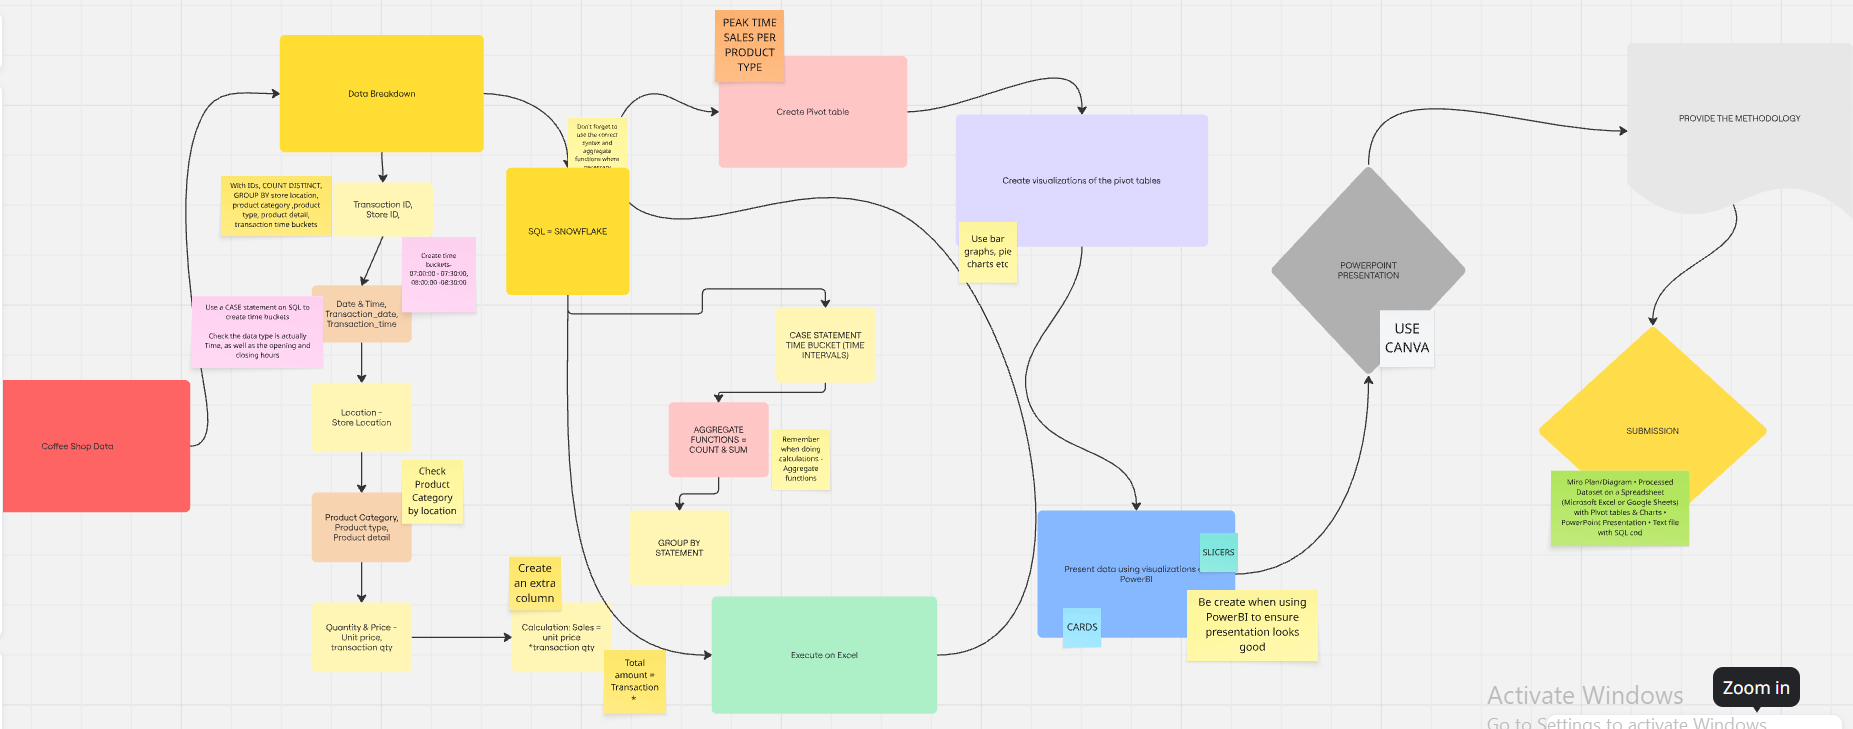 PEAK TIME
SALES PER
PRODUCT
TYPE
Data Breakdown
Create Pivot table
Don't forget to
use the correct
syntax and
aggregate
functions where
necessary
PROVIDE THE METHODOLOGY
With IDs, COUNT DISTINCT,
GROUP BY store location,
product category ,product
type, product detail,
transaction time buckets
Transaction ID,
Store ID,
SQL = SNOWFLAKE
Create visualizations of the pivot tables
Use bar
graphs, pie
charts etc
Create time
buckets-
07:00:00 - 07:30:00,
08:00:00 -08:30:00
POWERPOINT
PRESENTATION
USE
CANVA
Use a CASE statement on SQL to
create time buckets
Check the data type is actually
Time, as well as the opening and
closing hours
Date & Time,
Transaction_date,
Transaction_time
CASE STATEMENT
TIME BUCKET (TIME
INTERVALS)
Coffee Shop Data
Location -
Store Location
AGGREGATE
FUNCTIONS =
COUNT & SUM
Remember
when doing
calculations -
Aggregate
functions
SUBMISSION
Miro Plan/Diagram • Processed
Dataset on a Spreadsheet
(Microsoft Excel or Google Sheets)
with Pivot tables & Charts •
PowerPoint Presentation • Text file
with SQL cod
Check
Product
Category
by location
Product Category,
Product type,
Product detail
GROUP BY
STATEMENT
SLICERS
Present data using visualizations
PowerBI
CARDS
Be create when using
PowerBI to ensure
presentation looks
good
Create
an extra
column
Quantity & Price -
Unit price,
transaction qty
Calculation: Sales =
unit price
*transaction qty
Total
amount =
Transaction
*
Execute on Excel
Activate Windows
Go to Settings to activate Windows.
Zoom in